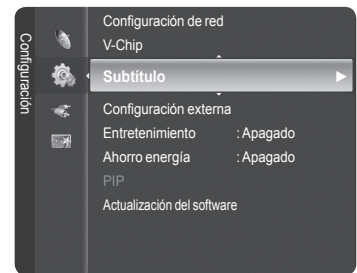 Configuración
Configuración de red
V-Chip
Subtítulo
Configuración externa
Entretenimiento : Apagado
Ahorro energía : Apagado
PIP
Actualización del software